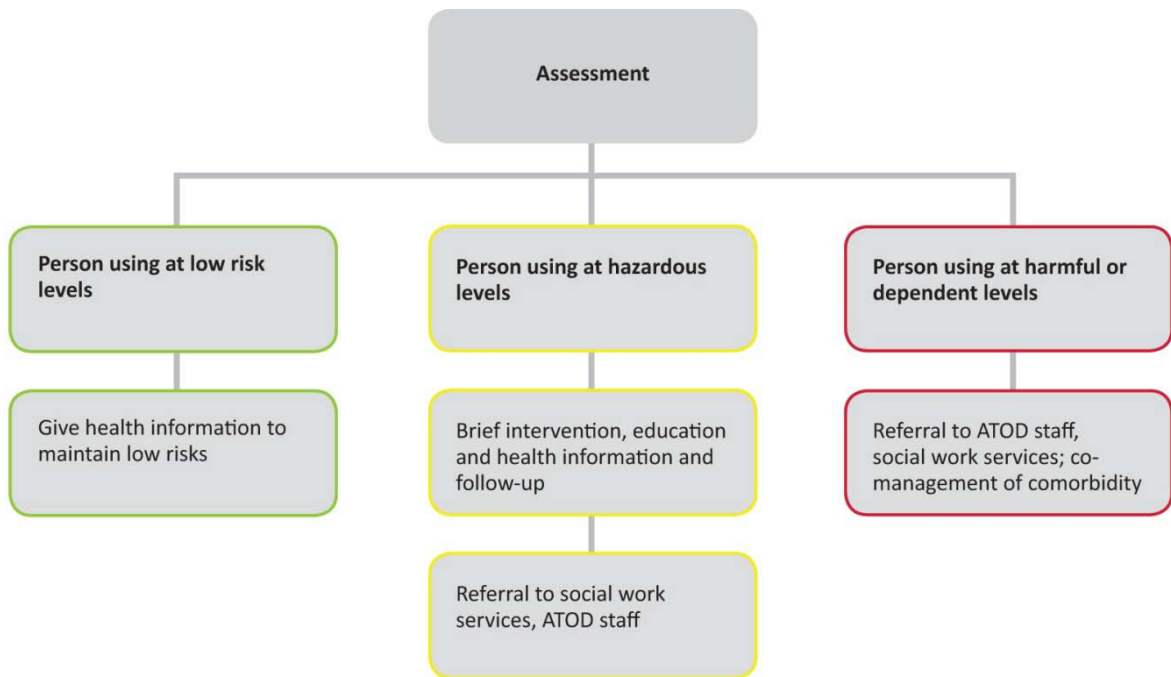 Assessment
Person using at low risk
levels
Person using at hazardous
levels
Person using at harmful or
dependent levels
Give health information to
maintain low risks
Brief intervention, education
and health information and
follow-up
Referral to ATOD staff,
social work services; co-
management of comorbidity
Referral to social work
services, ATOD staff